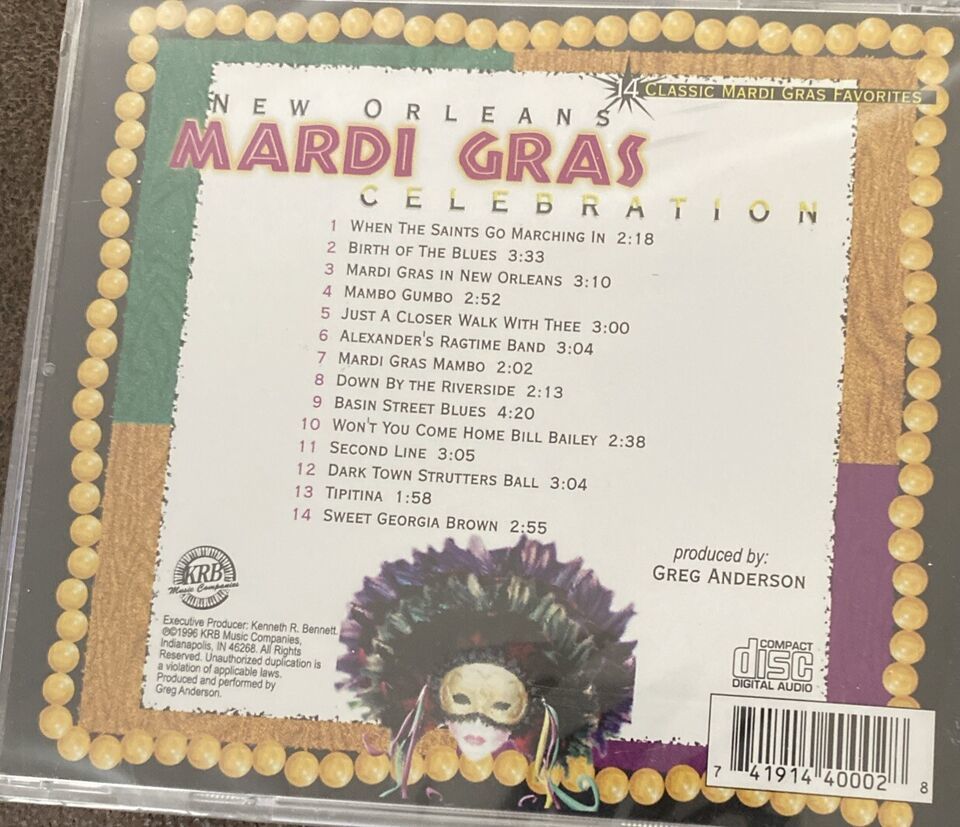 14 Classic Mardi Gras Favorites
New Orleans
MARDI GRAS
CELEBRATION
1 When The Saints Go Marching In 2:18
2 Birth of The Blues 3:33
3 Mardi Gras in New Orleans 3:10
4 Mambo Gumbo 2:52
5 Just A Closer Walk With Thee 3:00
6 Alexander's Ragtime Band 3:04
7 Mardi Gras Mambo 2:02
8 Down By the Riverside 2:13
9 Basin Street Blues 4:20
10 Won't You Come Home Bill Bailey 2:38
11 Second Line 3:05
12 Dark Town Strutters Ball 3:04
13 Tipitina 1:58
14 Sweet Georgia Brown 2:55
produced by:
Greg Anderson
KRB
Music Companies
Executive Producer: Kenneth R. Bennett.
℗©1996 KRB Music Companies,
Indianapolis, IN 46268. All Rights
Reserved. Unauthorized duplication is
a violation of applicable laws.
Produced and performed by
Greg Anderson.
COMPACT
disc
DIGITAL AUDIO
7 41914 40002 8